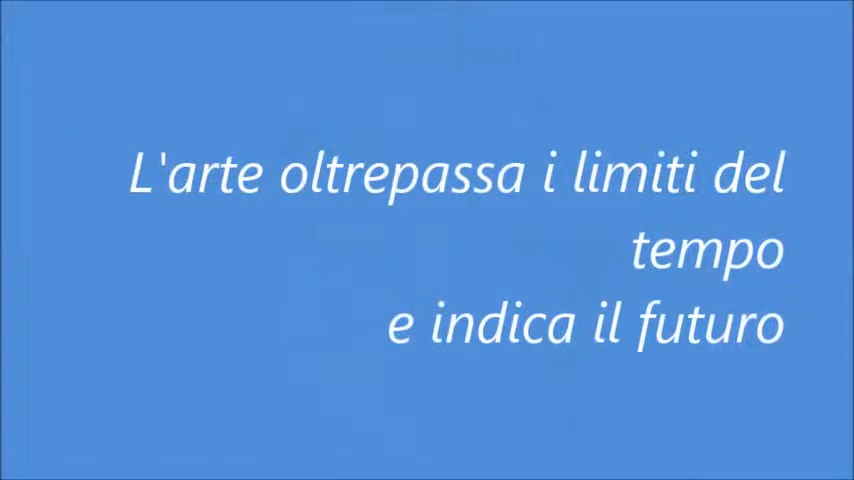 L'arte oltrepassa i limiti del
tempo
e indica il futuro